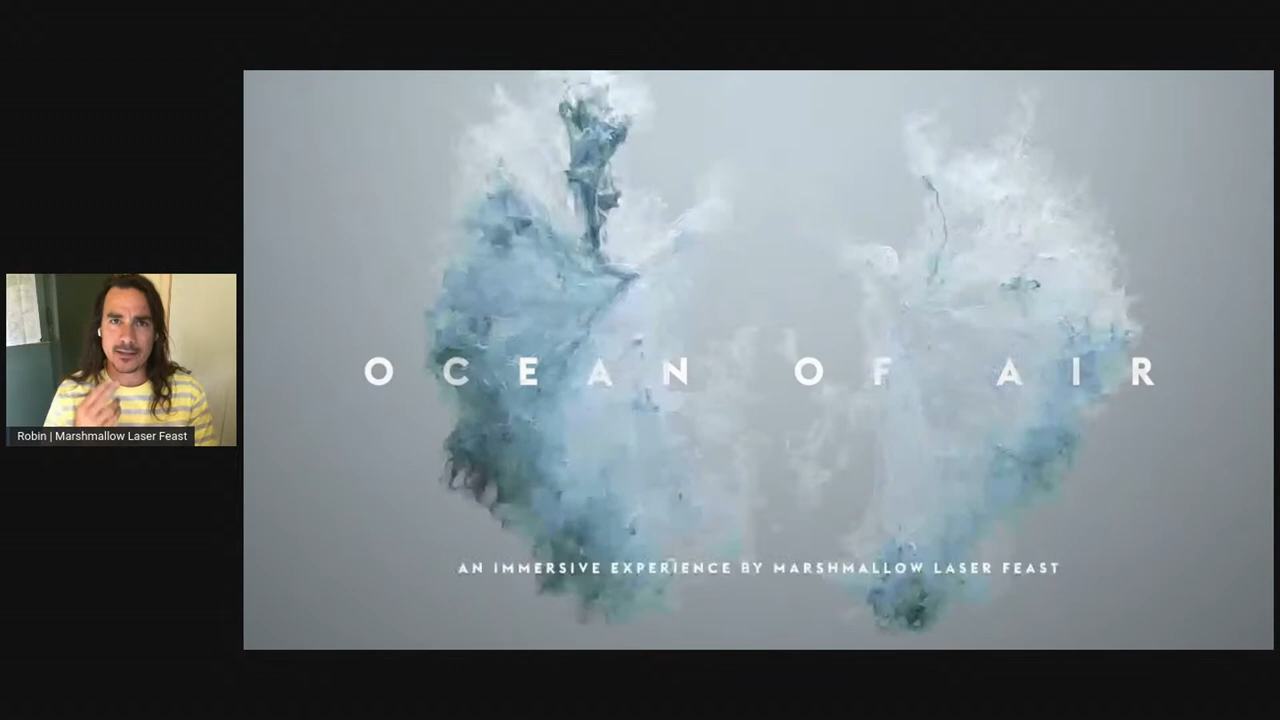 OCEAN OF AIR
AN IMMERSIVE EXPERIENCE BY MARSHMALLOW LASER FEAST
Robin | Marshmallow Laser Feast